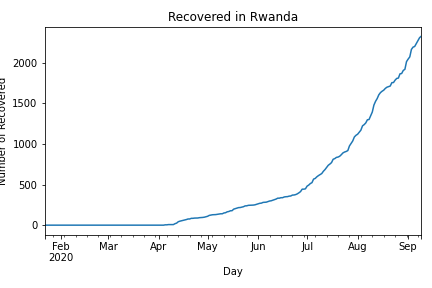 Recovered in Rwanda
Number of Recovered
2000
1500
1000
500
0
Feb Mar Apr May Jun Jul Aug Sep
2020
Day